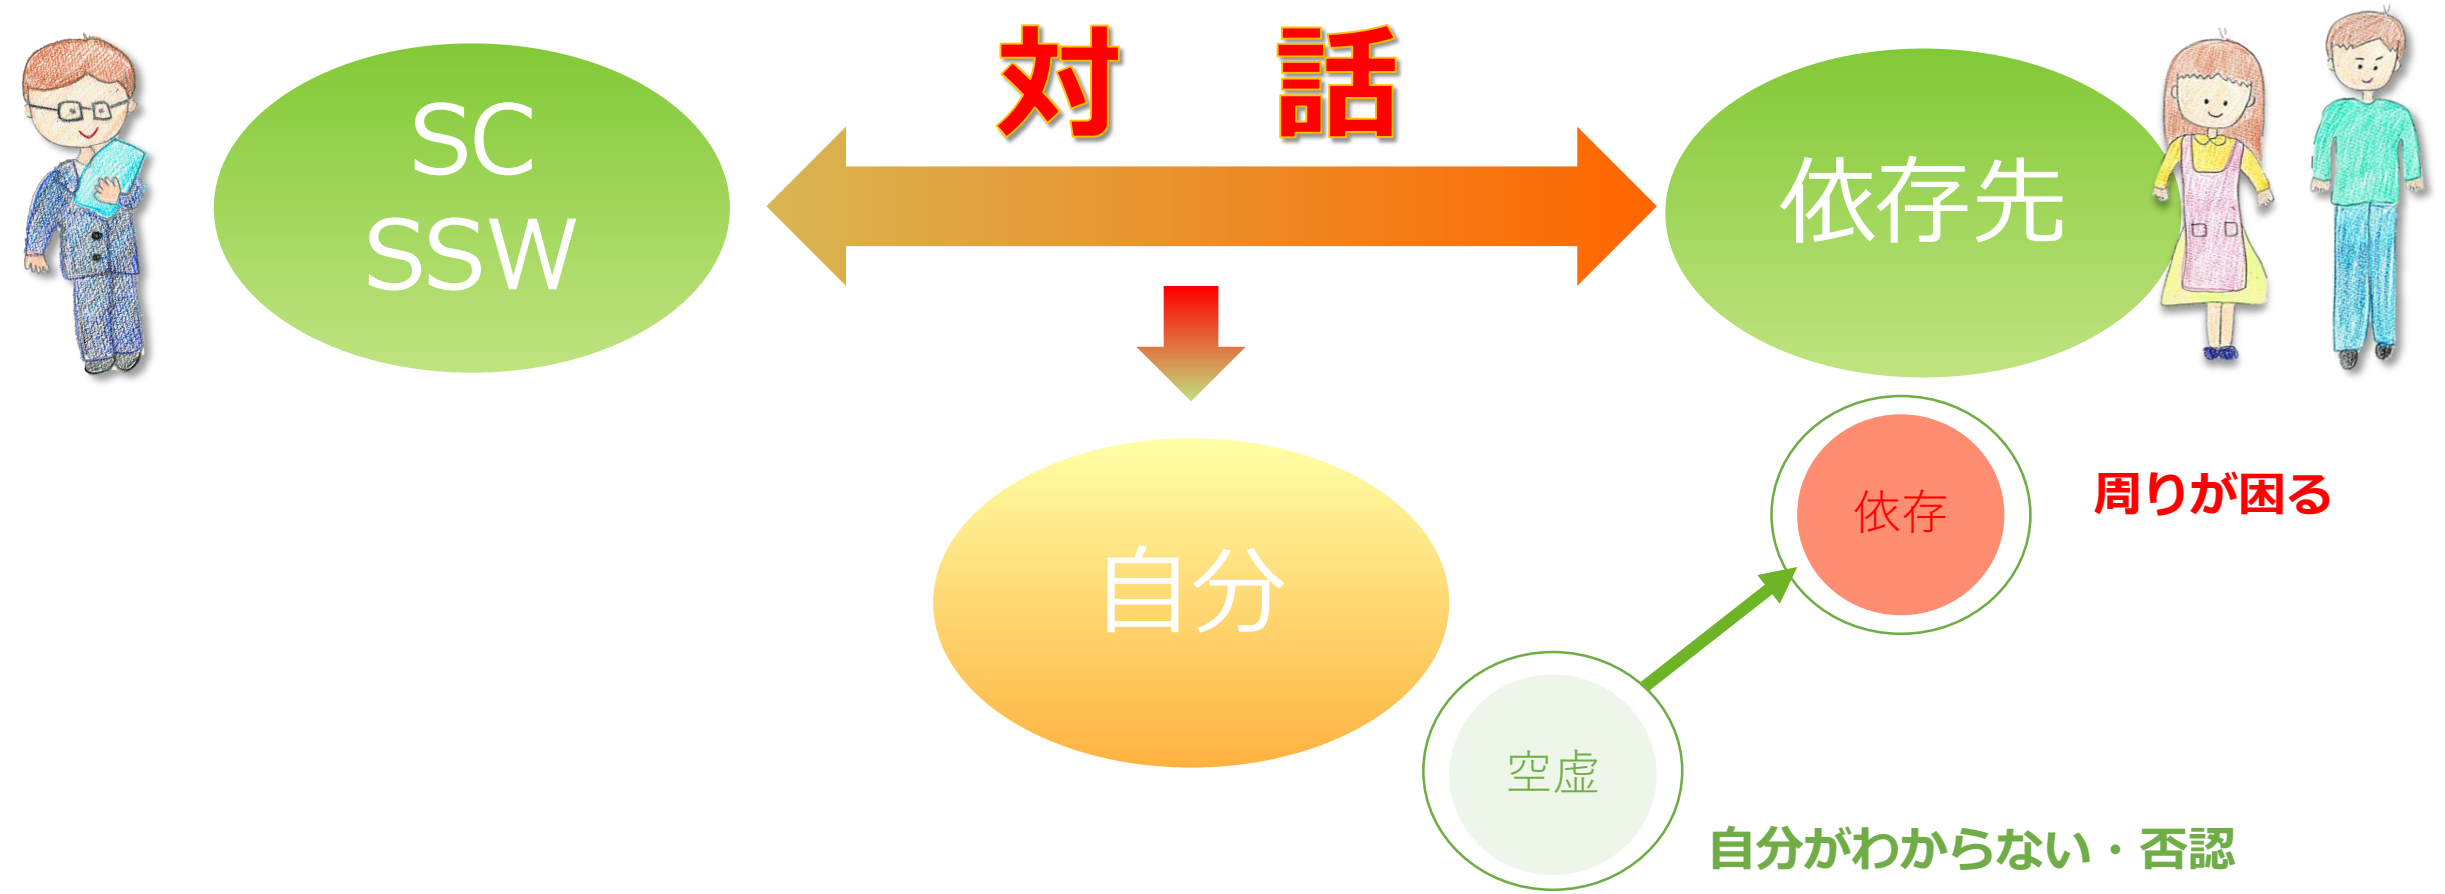 対 話
SC
SSW
依存先
自分
依存
周りが困る
空虚
自分がわからない・否認